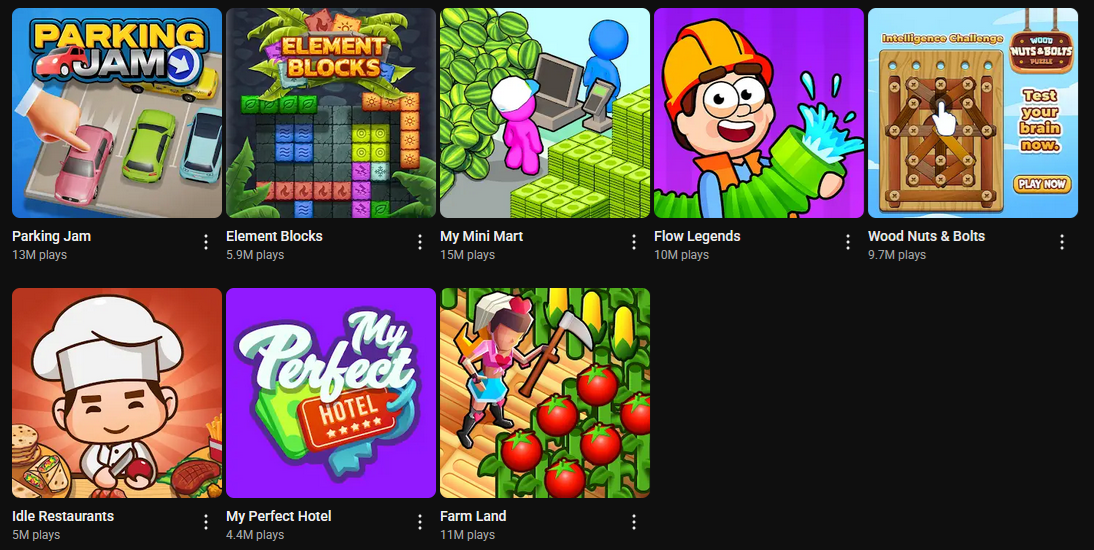 PARKING
JAM
ELEMENT
BLOCKS
Intelligence Challenge
WOOD
NUTS & BOLTS
PUZZLE
Test
your
brain
now.
PLAY NOW
Parking Jam
13M plays
Element Blocks
5.9M plays
My Mini Mart
15M plays
Flow Legends
10M plays
Wood Nuts & Bolts
9.7M plays
My
Perfect
HOTEL
Idle Restaurants
5M plays
My Perfect Hotel
4.4M plays
Farm Land
11M plays